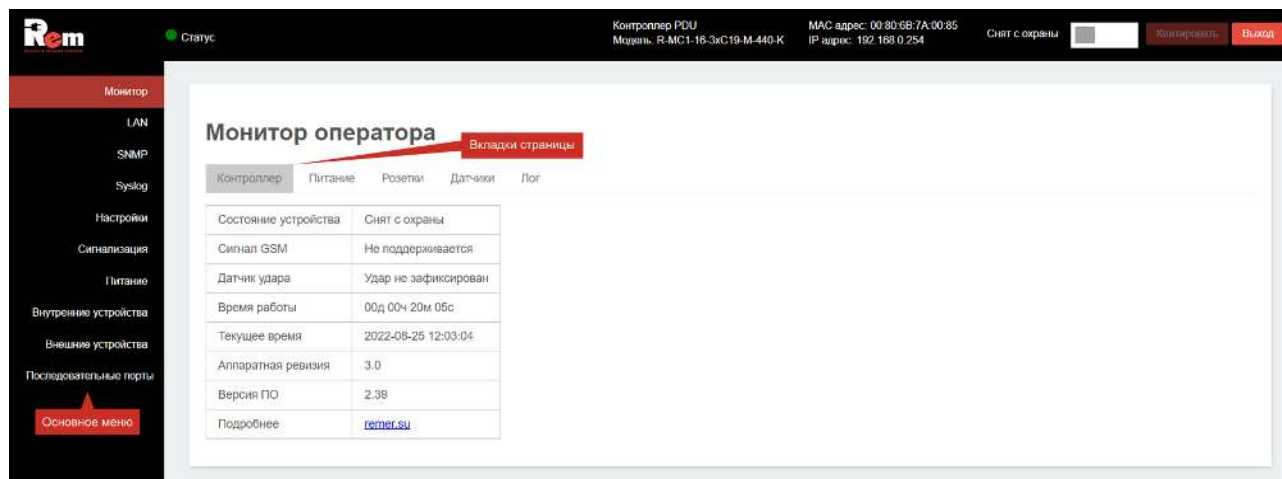 Rem
Статус
Контроллер PDU
Модель: R-MC1-16-3xC19-M-440-K
MAC адрес: 00:80:6B:7A:00:85
IP адрес: 192.168.0.254
Снят с охраны
Квитировать
Выход
Монитор
LAN
SNMP
Syslog
Настройки
Сигнализация
Питание
Внутренние устройства
Внешние устройства
Последовательные порты
Основное меню
Монитор оператора
Вкладки страницы
Контроллер Питание Розетки Датчики Лог
Состояние устройства Снят с охраны
Сигнал GSM Не поддерживается
Датчик удара Удар не зафиксирован
Время работы 00д 00ч 20м 05с
Текущее время 2022-08-25 12:03:04
Аппаратная ревизия 3.0
Версия ПО 2.39
Подробнее remer.su